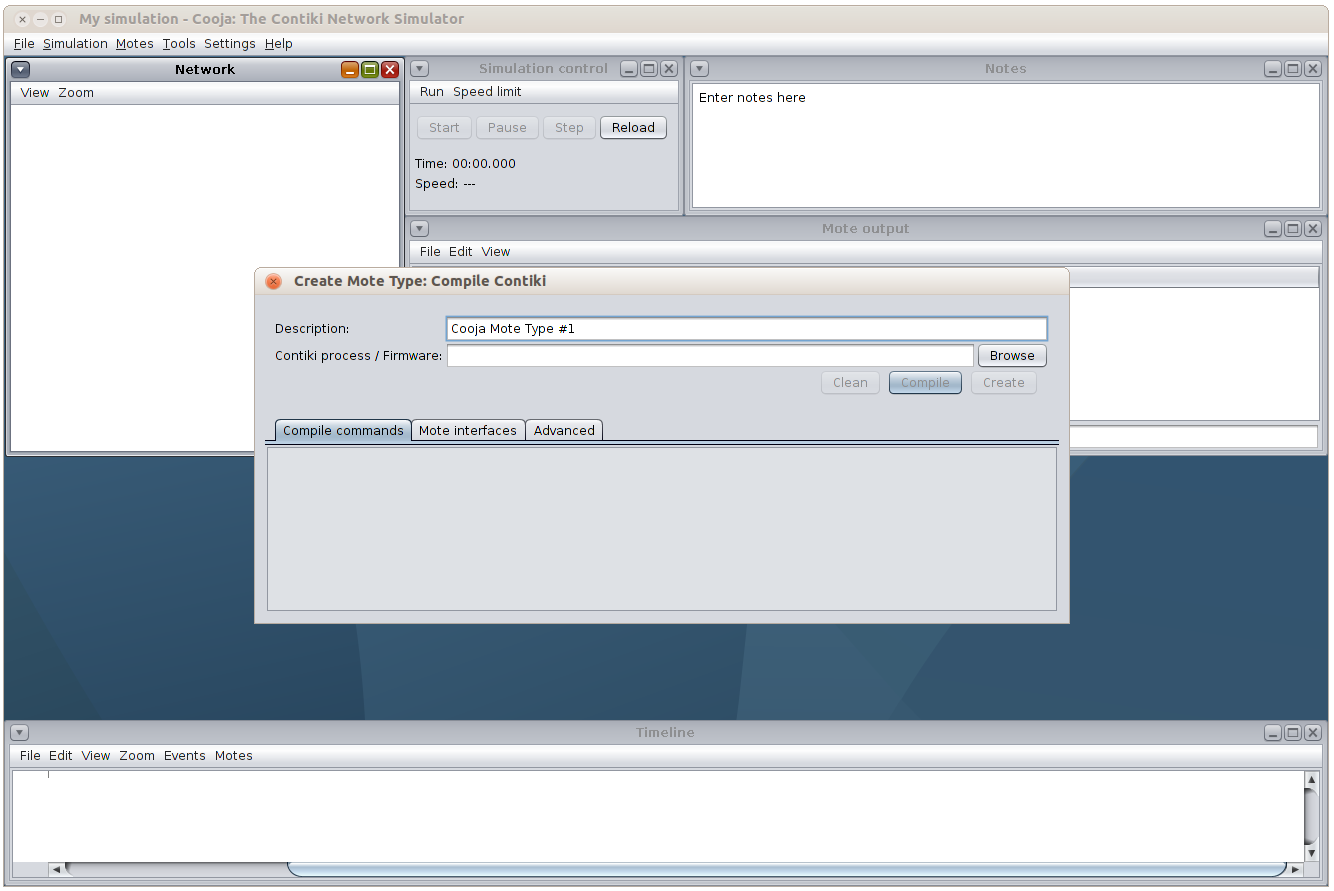 My simulation - Cooja: The Contiki Network Simulator
File Simulation Motes Tools Settings Help
Network
View Zoom
Simulation control
Run Speed limit
Start Pause Step Reload
Time: 00:00.000
Speed: ---
Notes
Enter notes here
Mote output
File Edit View
Create Mote Type: Compile Contiki
Description: Cooja Mote Type #1
Contiki process / Firmware: Browse
Clean Compile Create
Compile commands Mote interfaces Advanced
Timeline
File Edit View Zoom Events Motes